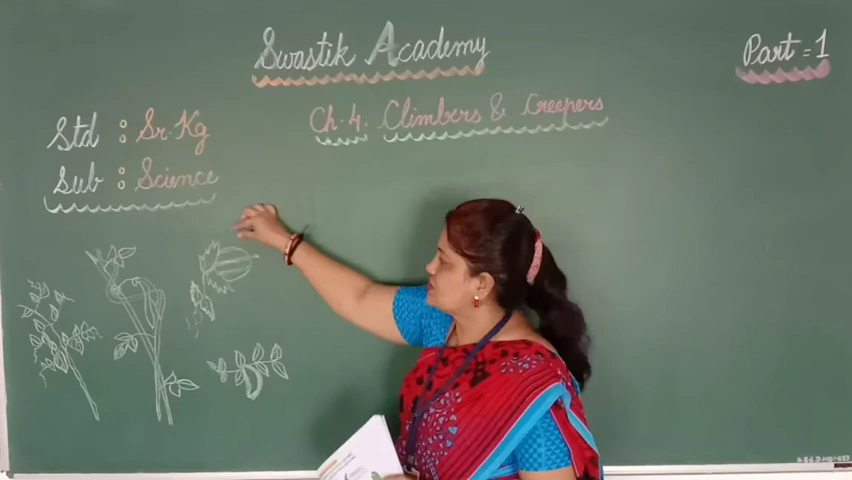 Swastik Academy
Part = 1
Ch-4. Climbers & Creepers
Std : Sr.Kg
Sub : Science